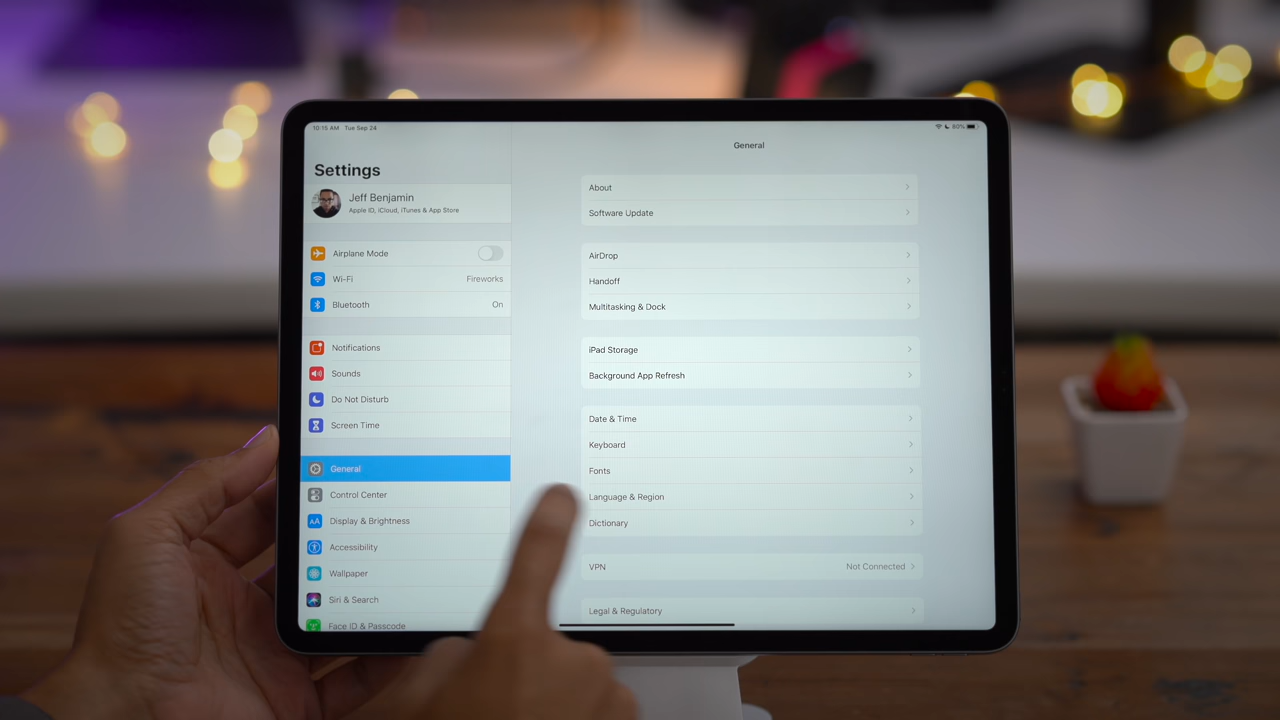 10:15 AM Tue Sep 24
80%
Settings
Jeff Benjamin
Apple ID, iCloud, iTunes & App Store
Airplane Mode
Wi-Fi Fireworks
Bluetooth On
Notifications
Sounds
Do Not Disturb
Screen Time
General
Control Center
Display & Brightness
AA
Accessibility
Wallpaper
Siri & Search
Face ID & Passcode
General
About
Software Update
AirDrop
Handoff
Multitasking & Dock
iPad Storage
Background App Refresh
Date & Time
Keyboard
Fonts
Language & Region
Dictionary
VPN Not Connected
Legal & Regulatory